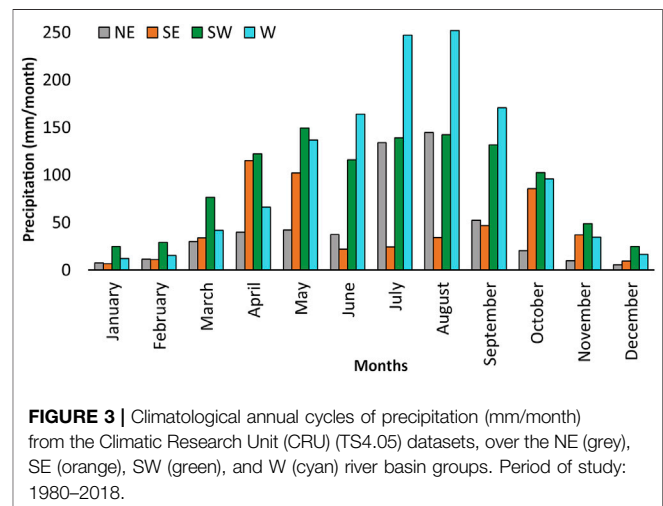 250
NE SE SW W
200
150
100
50
0
Precipitation (mm/month)
January
February
March
April
May
June
July
August
September
October
November
December
Months
FIGURE 3 | Climatological annual cycles of precipitation (mm/month)
from the Climatic Research Unit (CRU) (TS4.05) datasets, over the NE (grey),
SE (orange), SW (green), and W (cyan) river basin groups. Period of study:
1980–2018.